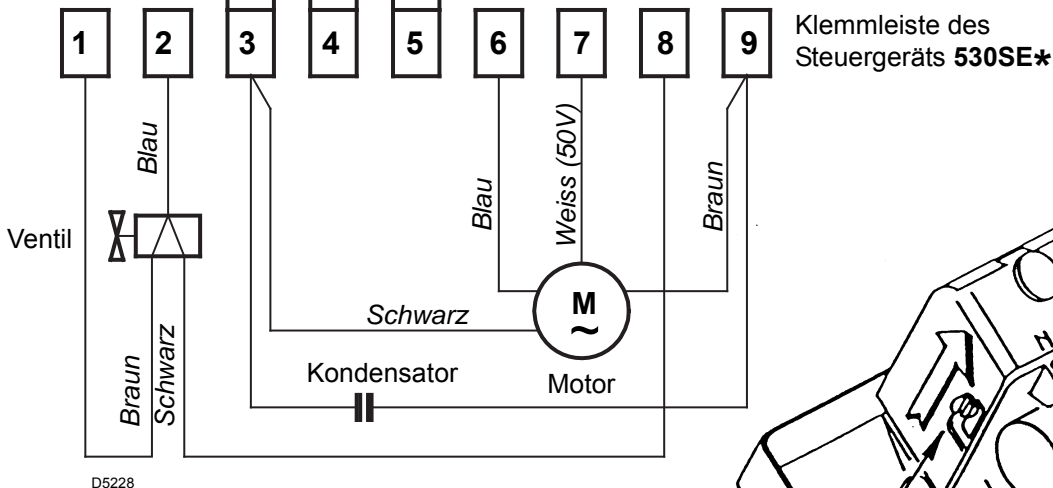 1 2 3 4 5 6 7 8 9
Klemmleiste des
Steuergeräts 530SE*
Blau
Blau
Weiss (50V)
Braun
Ventil
Braun
Schwarz
Schwarz
M
~
Kondensator
Motor
D5228